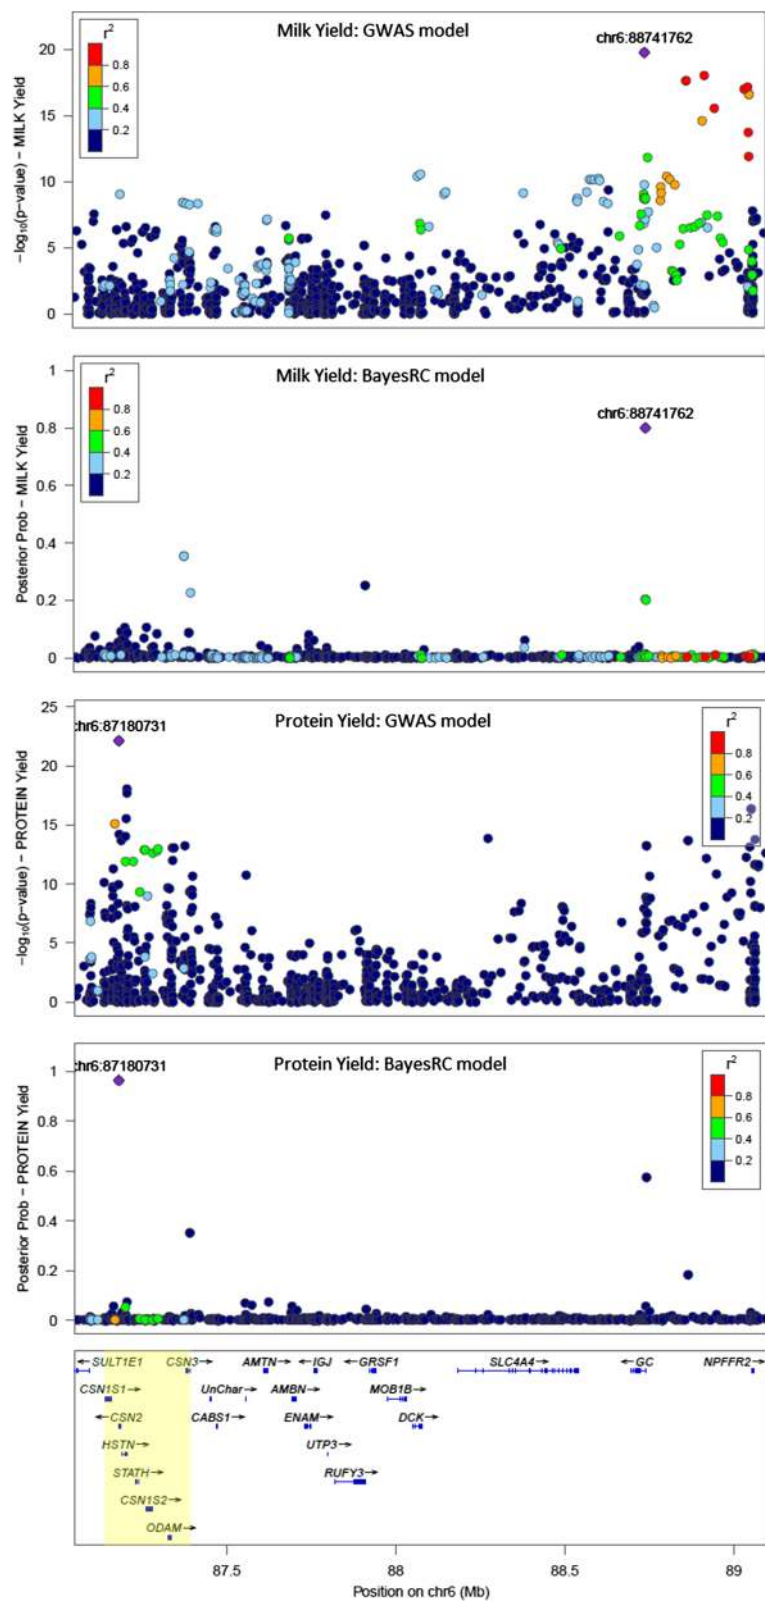 Milk Yield: GWAS model
r2
0.8
0.6
0.4
0.2
chr6:88741762
20
15
10
5
0
−log10(p-value) − MILK Yield
Milk Yield: BayesRC model
r2
0.8
0.6
0.4
0.2
chr6:88741762
1
0.8
0.6
0.4
0.2
0
Posterior Prob − MILK Yield
Protein Yield: GWAS model
chr6:87180731
r2
0.8
0.6
0.4
0.2
25
20
15
10
5
0
−log10(p-value) − PROTEIN Yield
Protein Yield: BayesRC model
chr6:87180731
r2
0.8
0.6
0.4
0.2
1
0.8
0.6
0.4
0.2
0
Posterior Prob − PROTEIN Yield
←SULT1E1 CSN3→ AMTN→ ←IGJ ←GRSF1 SLC4A4→ ←GC NPFFR2→
CSN1S1→ UnChar→ AMBN→ MOB1B→
←CSN2 CABS1→ ENAM→ DCK→
HSTN→ UTP3→
STATH→ RUFY3→
CSN1S2→
ODAM→
87.5 88 88.5 89
Position on chr6 (Mb)